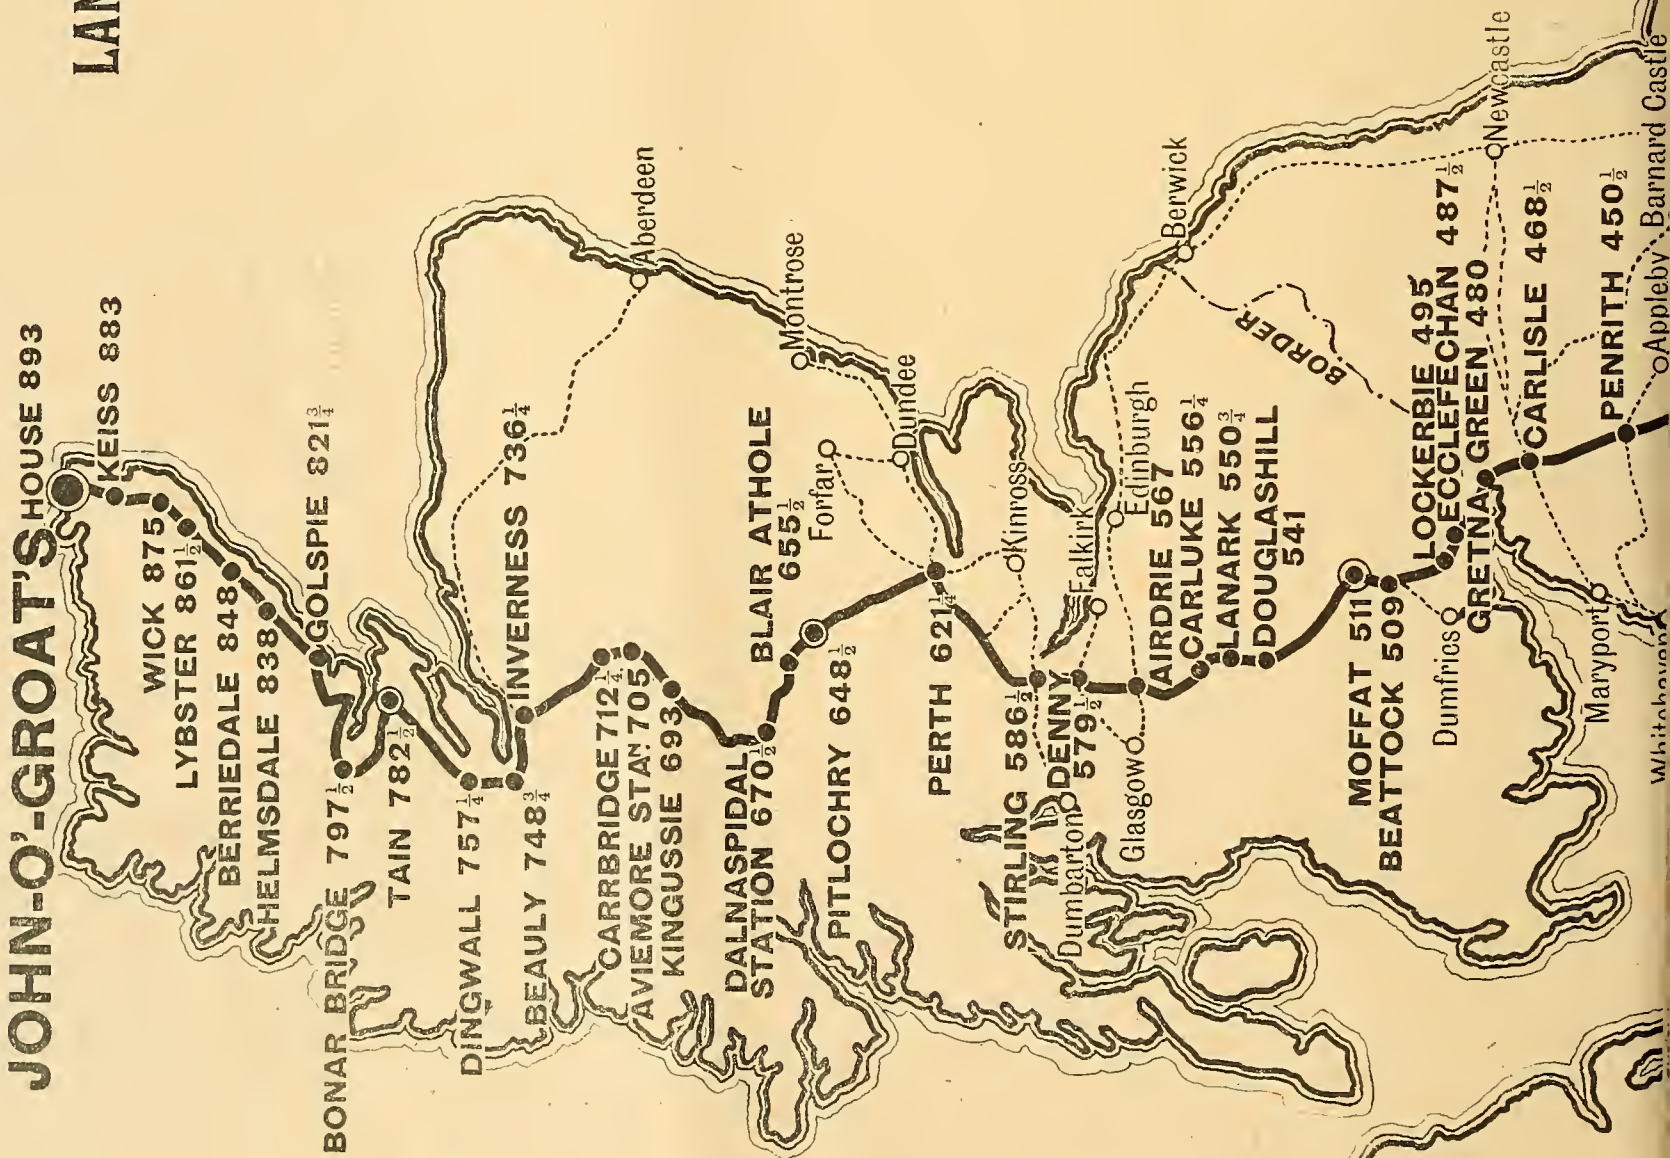 LAN
JOHN-O'-GROAT'S HOUSE 893
KEISS 883
WICK 875
LYBSTER 861½
BERRIEDALE 848
HELMSDALE 838
GOLSPIE 821¾
BONAR BRIDGE 797½
TAIN 782½
DINGWALL 757¼
BEAULY 748¾
INVERNESS 736¼
CARRBRIDGE 712¼
AVIEMORE STAN. 705
KINGUSSIE 693
DALNASPIDAL
STATION 670½
BLAIR ATHOLE
655½
PITLOCHRY 648½
PERTH 621¼
STIRLING 586½
DENNY
579½
AIRDRIE 567
CARLUKE 556¼
LANARK 550¾
DOUGLASHILL
541
MOFFAT 511
BEATTOCK 509
LOCKERBIE 495
ECCLEFECHAN 487½
GRETNA GREEN 480
CARLISLE 468½
PENRITH 450½
Aberdeen
Montrose
Forfar
Dundee
Kinross
Falkirk
Edinburgh
Berwick
BORDER
Dumbarton
Glasgow
Dumfries
Newcastle
Maryport
Whitehaven
Appleby
Barnard Castle